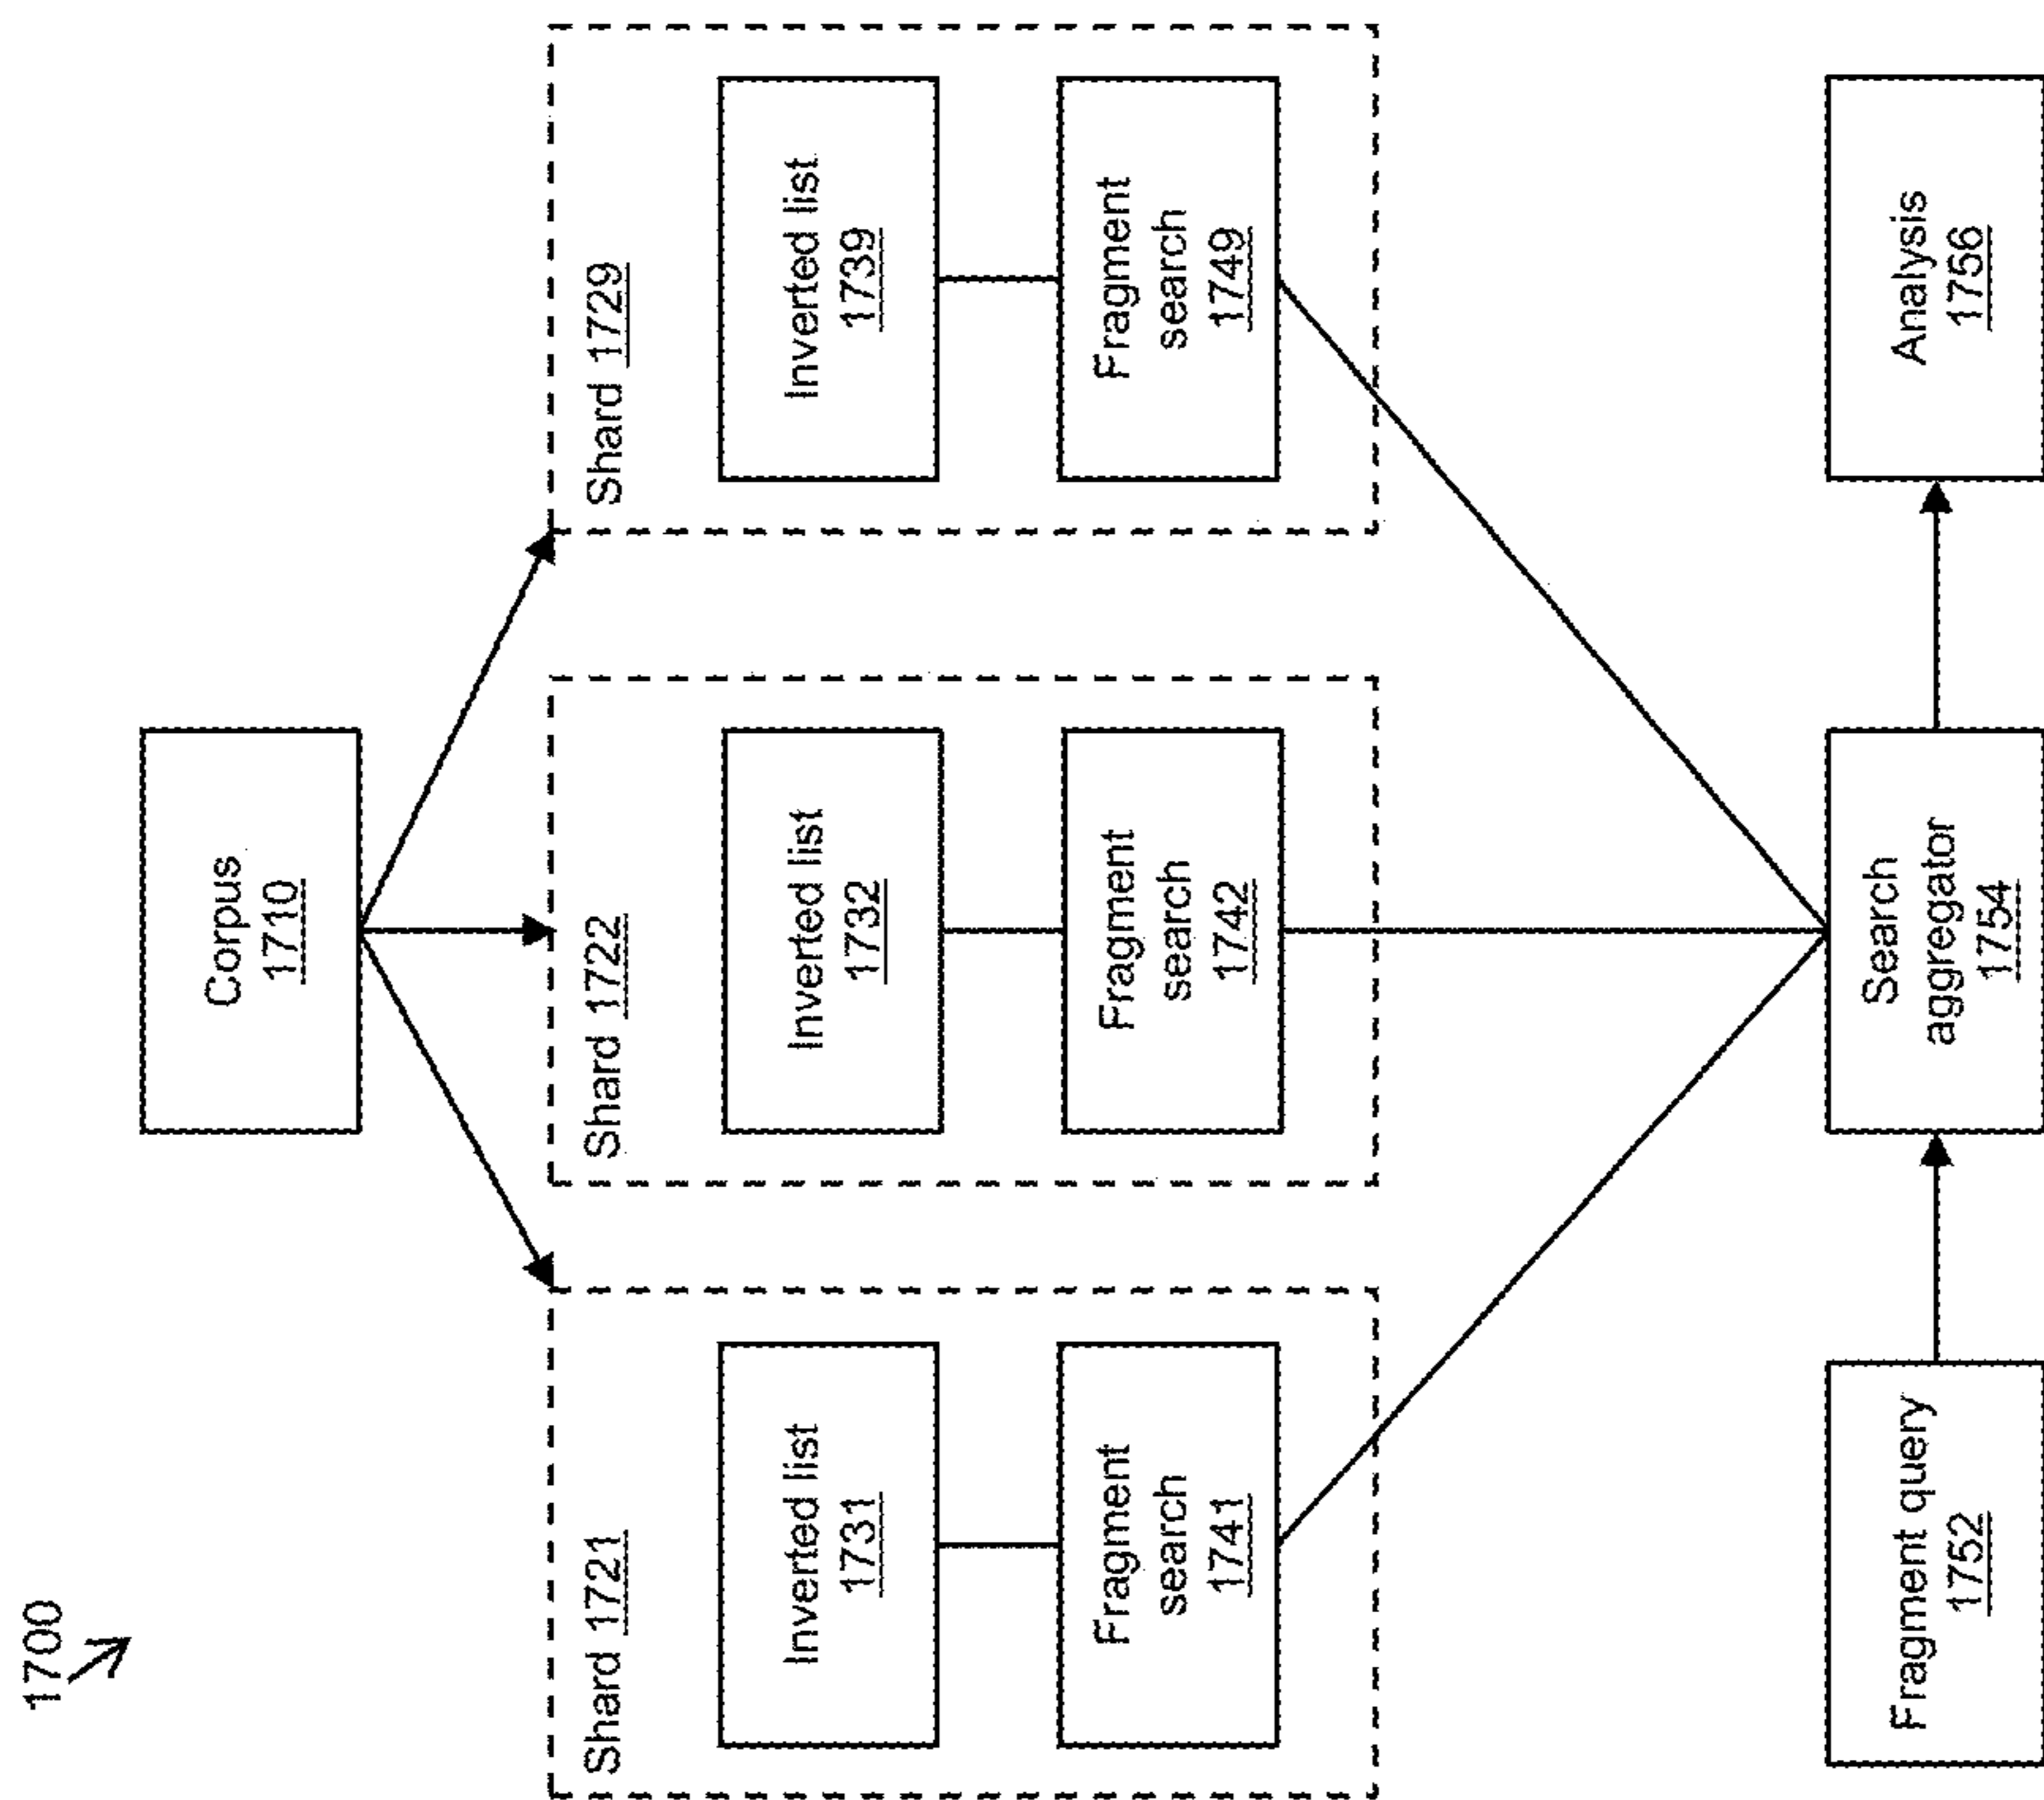 1700
Corpus
1710
Shard 1721
Inverted list
1731
Fragment
search
1741
Shard 1722
Inverted list
1732
Fragment
search
1742
Shard 1729
Inverted list
1739
Fragment
search
1749
Fragment query
1752
Search
aggregator
1754
Analysis
1756